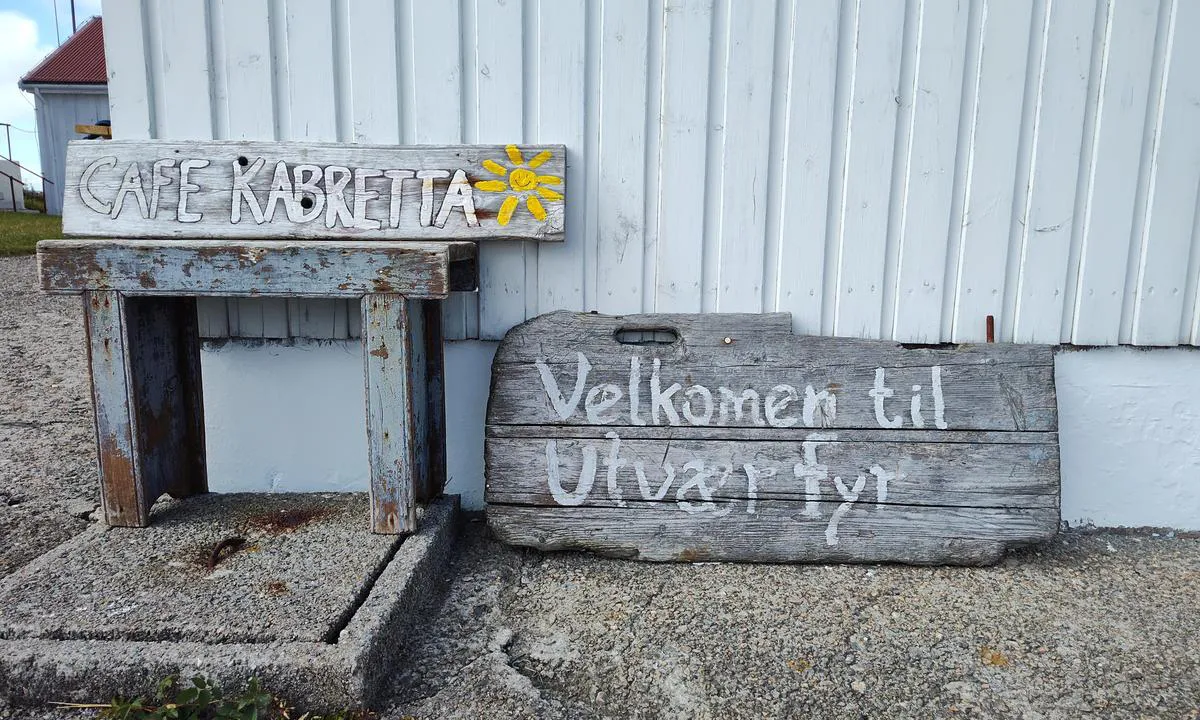 CAFE KABRETTA
Velkomen til
Utvær fyr